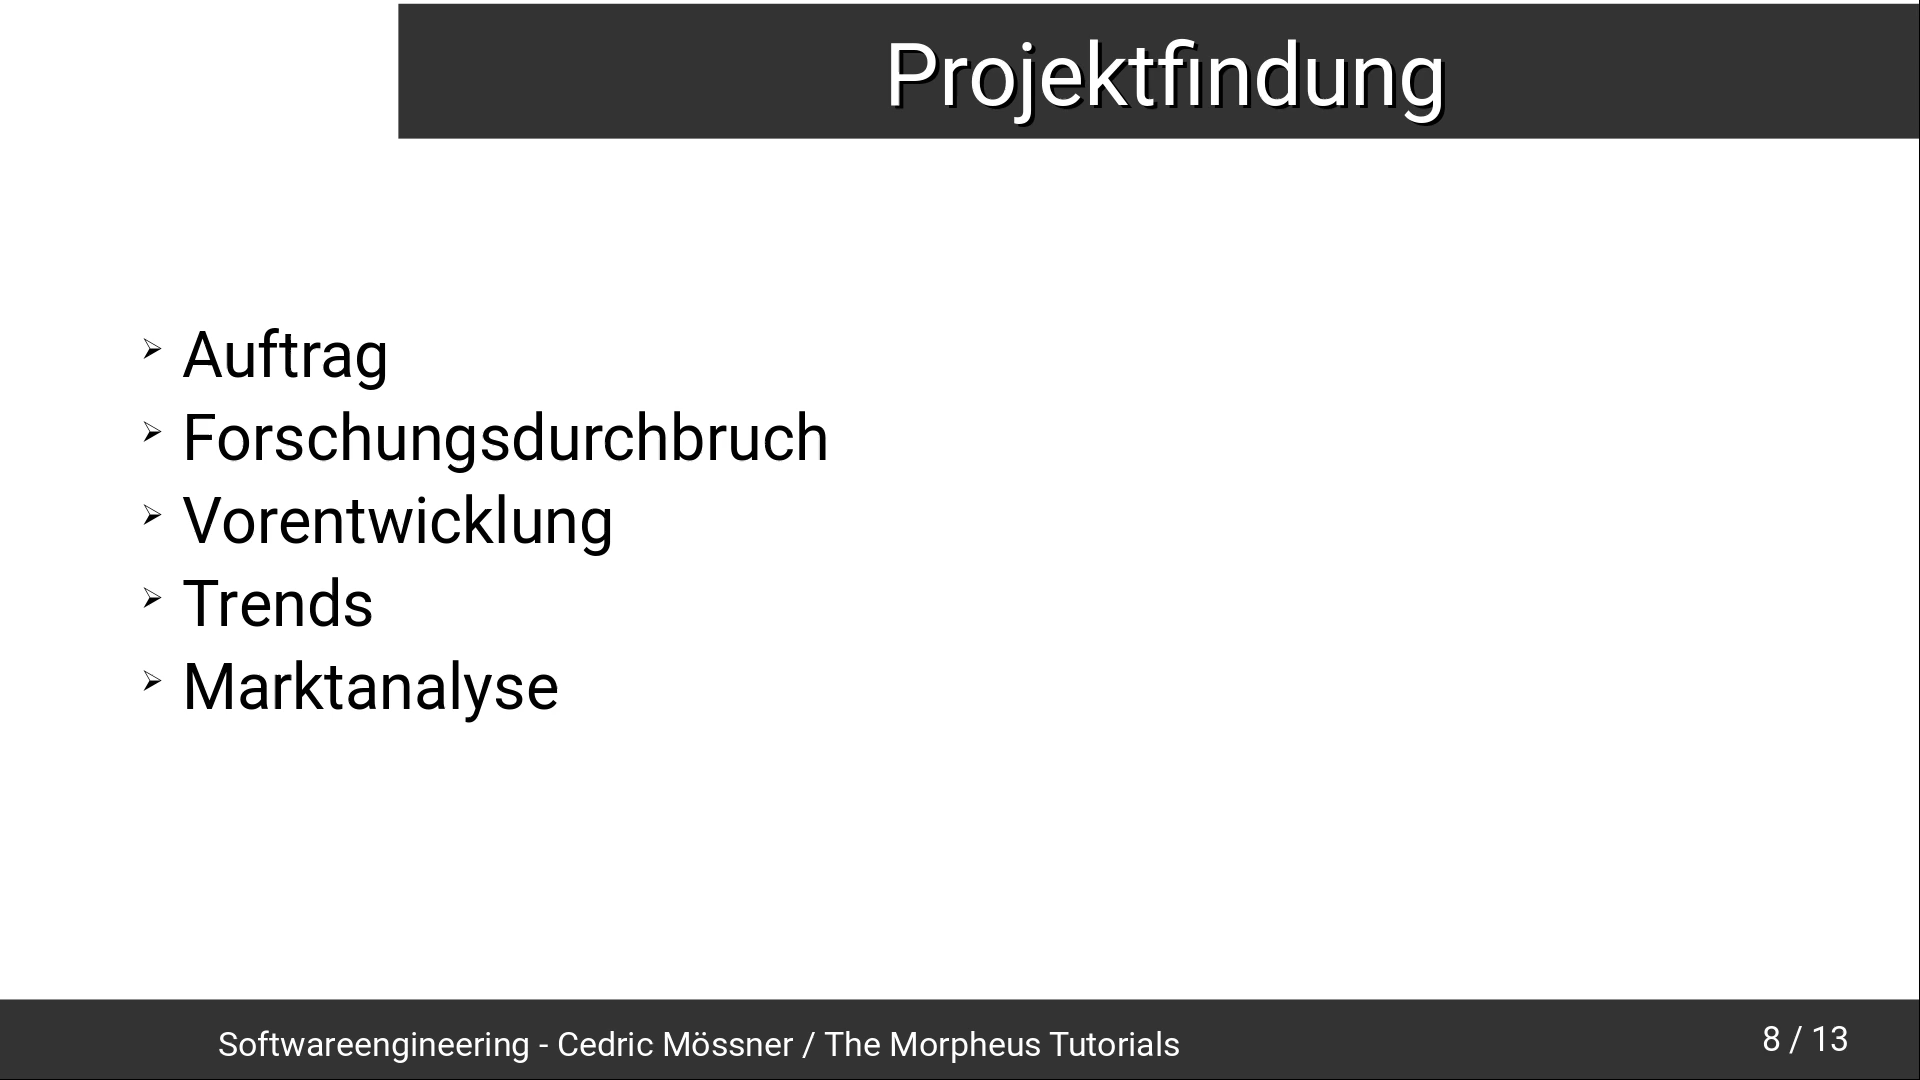 Projektfindung
➢ Auftrag
➢ Forschungsdurchbruch
➢ Vorentwicklung
➢ Trends
➢ Marktanalyse
Softwareengineering - Cedric Mössner / The Morpheus Tutorials
8 / 13